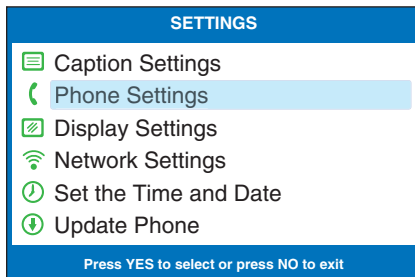 SETTINGS
Caption Settings
Phone Settings
Display Settings
Network Settings
Set the Time and Date
Update Phone
Press YES to select or press NO to exit